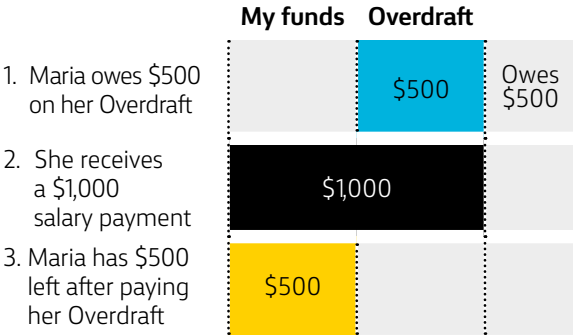 My funds Overdraft
1. Maria owes $500
on her Overdraft
$500
Owes
$500
2. She receives
a $1,000
salary payment
$1,000
3. Maria has $500
left after paying
her Overdraft
$500